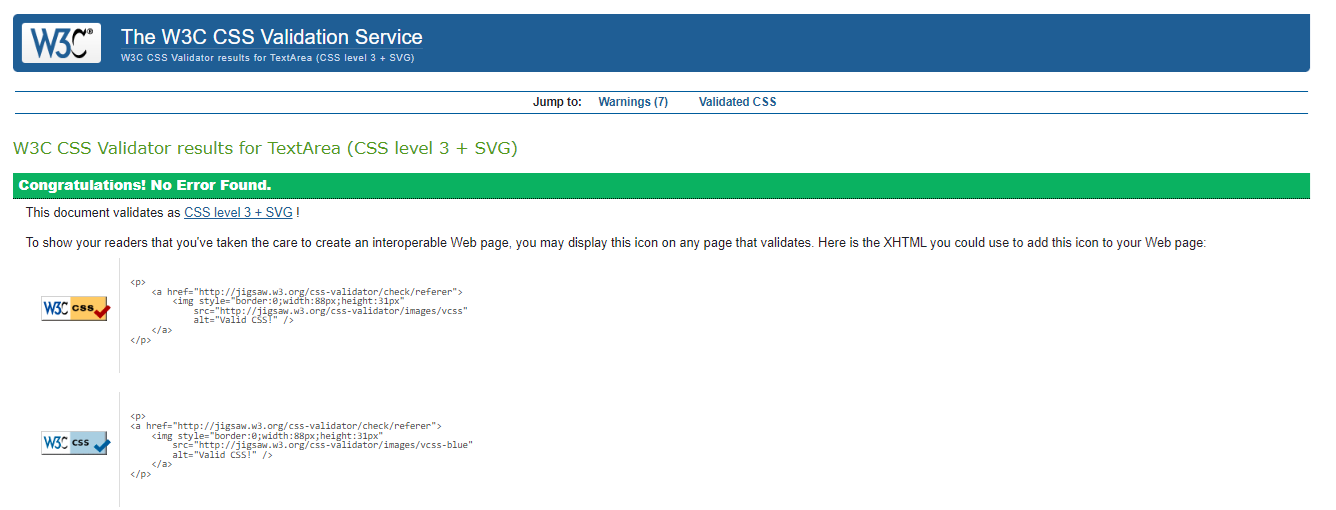 W3C®
The W3C CSS Validation Service
W3C CSS Validator results for TextArea (CSS level 3 + SVG)
Jump to: Warnings (7) Validated CSS
W3C CSS Validator results for TextArea (CSS level 3 + SVG)
Congratulations! No Error Found.
This document validates as CSS level 3 + SVG !
To show your readers that you've taken the care to create an interoperable Web page, you may display this icon on any page that validates. Here is the XHTML you could use to add this icon to your Web page:
W3C css
<p>
    <a href="http://jigsaw.w3.org/css-validator/check/referer">
        <img style="border:0;width:88px;height:31px"
            src="http://jigsaw.w3.org/css-validator/images/vcss"
            alt="Valid CSS!" />
    </a>
</p>
W3C css
<p>
<a href="http://jigsaw.w3.org/css-validator/check/referer">
    <img style="border:0;width:88px;height:31px"
        src="http://jigsaw.w3.org/css-validator/images/vcss-blue"
        alt="Valid CSS!" />
    </a>
</p>